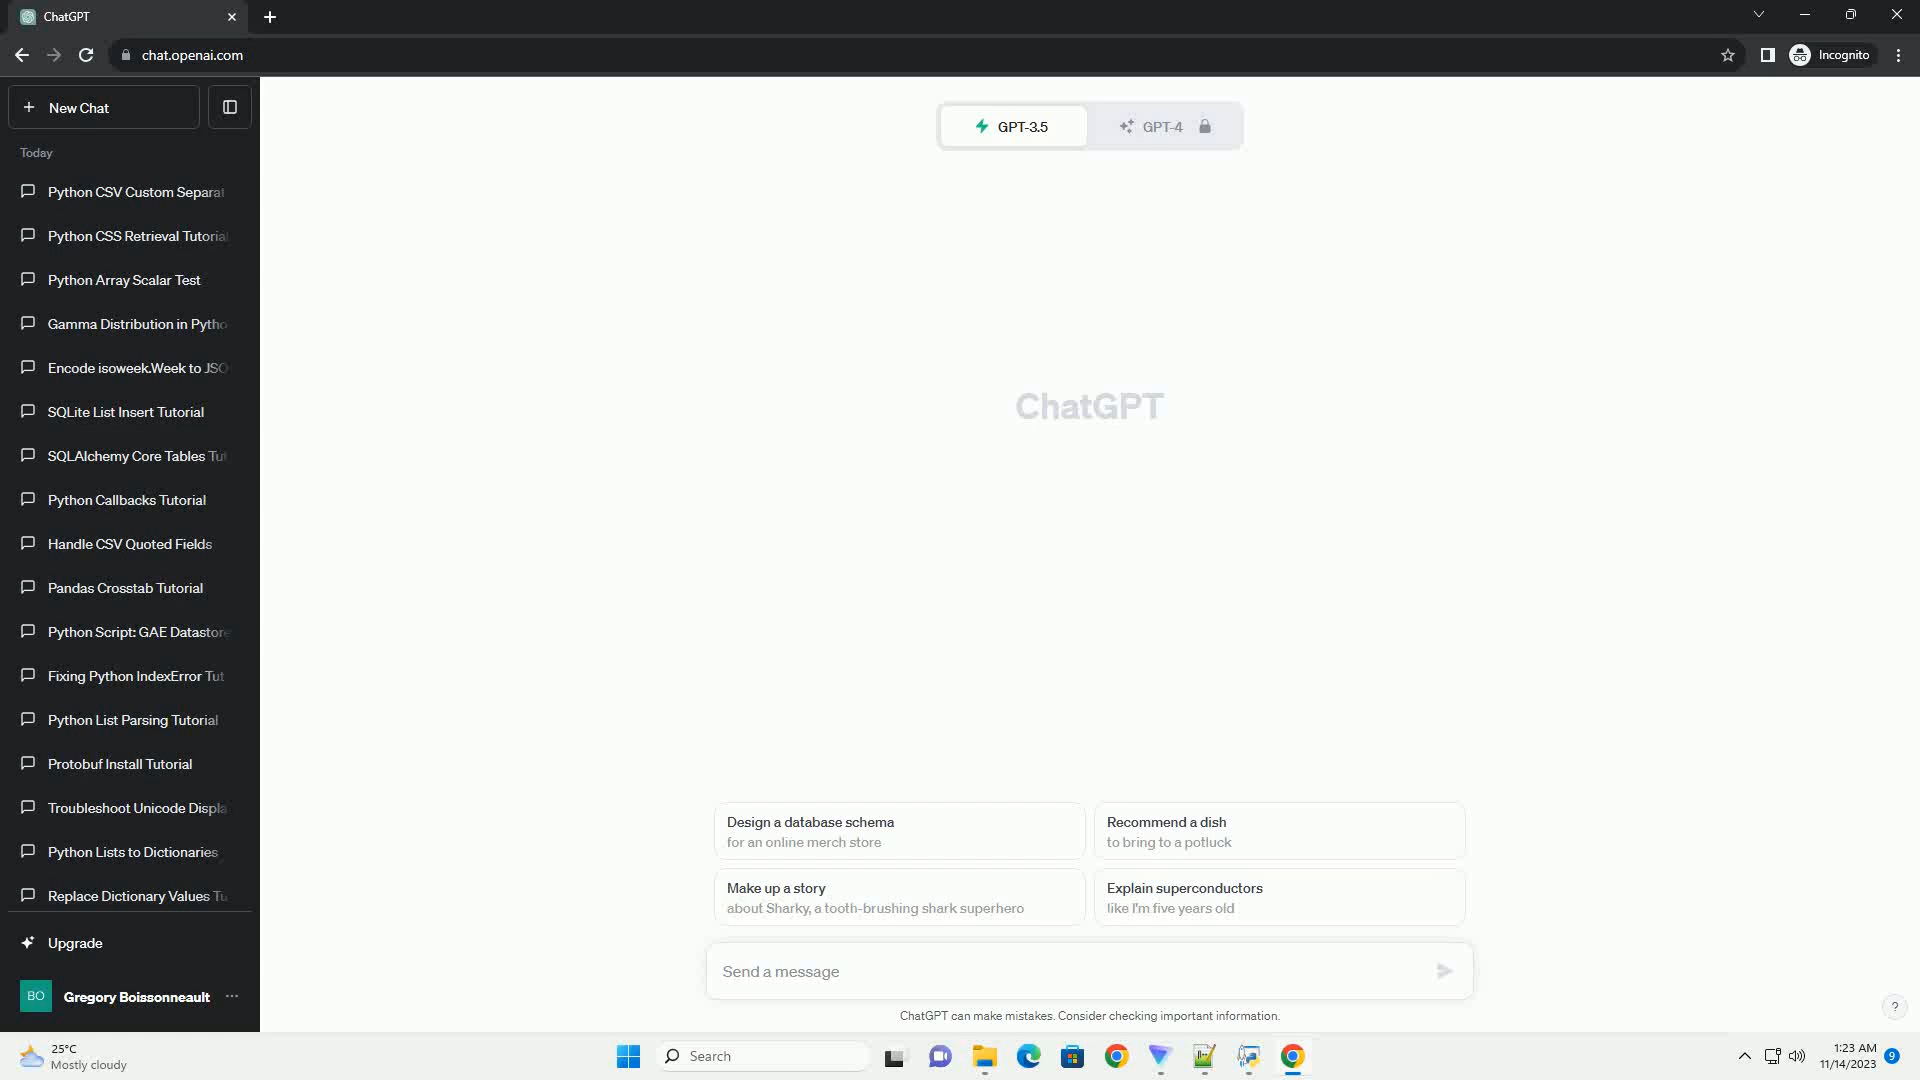 ChatGPT
chat.openai.com
Incognito
New Chat
Today
Python CSV Custom Separat
Python CSS Retrieval Tutorial
Python Array Scalar Test
Gamma Distribution in Pytho
Encode isoweek.Week to JSO
SQLite List Insert Tutorial
SQLAlchemy Core Tables Tut
Python Callbacks Tutorial
Handle CSV Quoted Fields
Pandas Crosstab Tutorial
Python Script: GAE Datastore
Fixing Python IndexError Tut
Python List Parsing Tutorial
Protobuf Install Tutorial
Troubleshoot Unicode Displa
Python Lists to Dictionaries
Replace Dictionary Values Tu
Upgrade
BO Gregory Boissonneault
GPT-3.5
GPT-4
ChatGPT
Design a database schema
for an online merch store
Recommend a dish
to bring to a potluck
Make up a story
about Sharky, a tooth-brushing shark superhero
Explain superconductors
like I'm five years old
Send a message
ChatGPT can make mistakes. Consider checking important information.
?
25°C
Mostly cloudy
Search
1:23 AM
11/14/2023
9